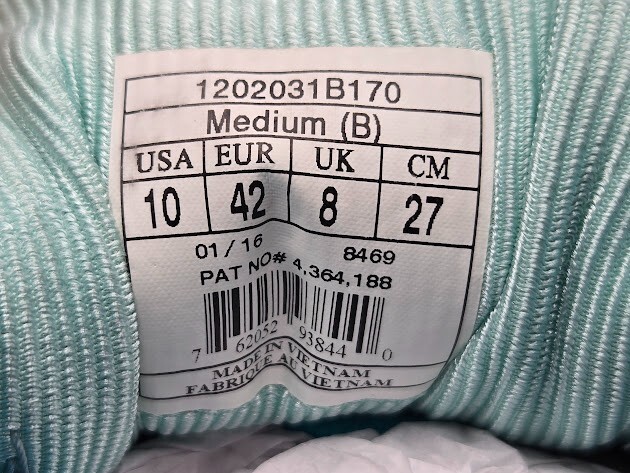 1202031B170
Medium (B)
USA EUR UK CM
10 42 8 27
01 / 16 8469
PAT NO# 4,364,188
7 62052 93844 0
MADE IN VIETNAM
FABRIQUE AU VIETNAM